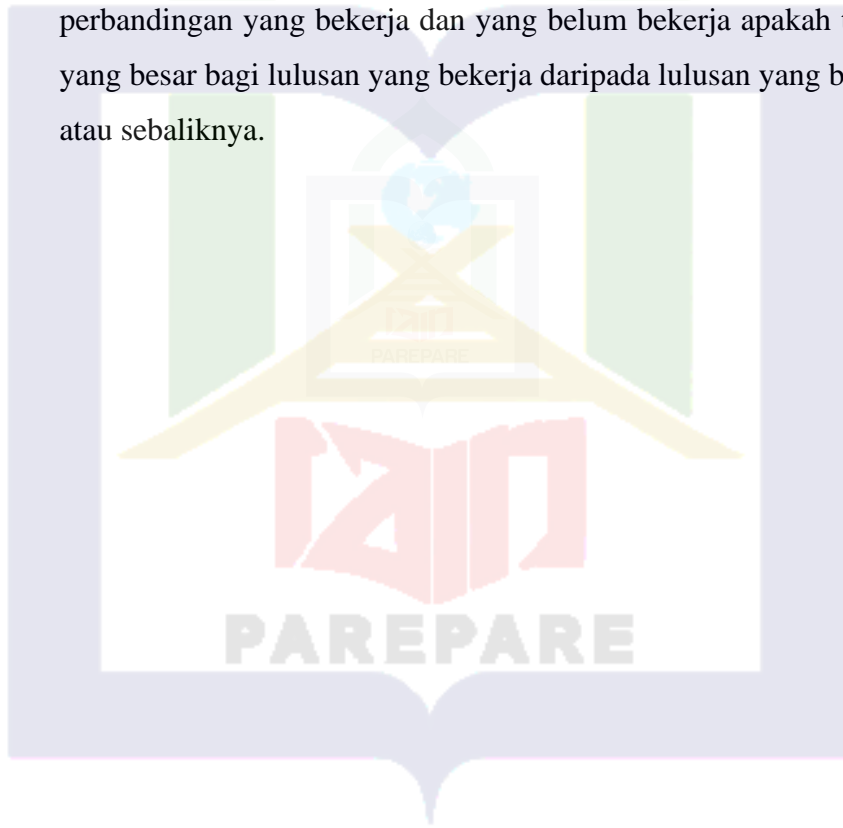 perbandingan yang bekerja dan yang belum bekerja apakah
yang besar bagi lulusan yang bekerja daripada lulusan yang
atau sebaliknya.
PAREPARE
PAREPARE